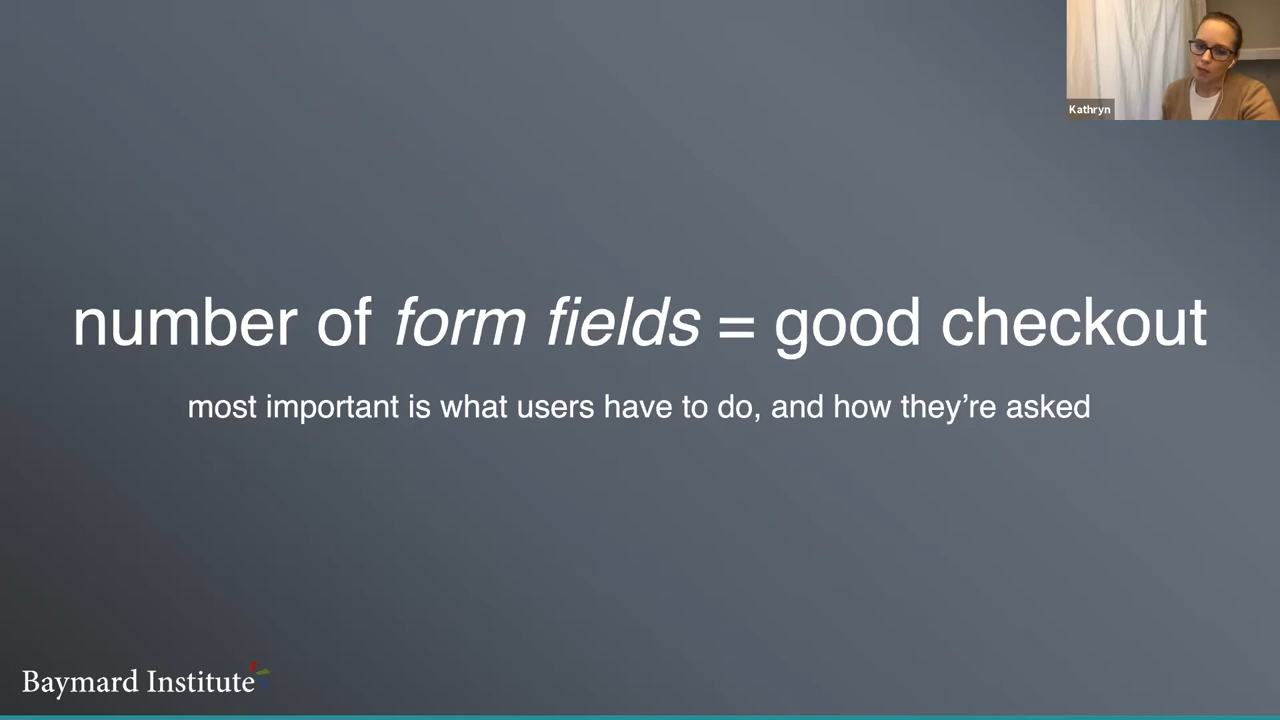 Kathryn
number of form fields = good checkout
most important is what users have to do, and how they’re asked
Baymard Institute